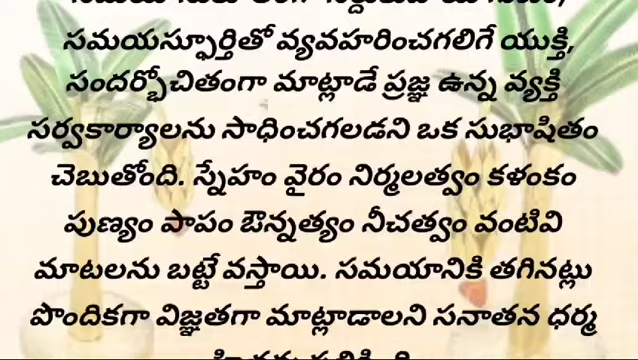 సమయస్ఫూర్తితో వ్యవహరించగలిగే యుక్తి,
సందర్భోచితంగా మాట్లాడే ప్రజ్ఞ ఉన్న వ్యక్తి
సర్వకార్యాలను సాధించగలడని ఒక సుభాషితం
చెబుతోంది. స్నేహం వైరం నిర్మలత్వం కళంకం
పుణ్యం పాపం ఔన్నత్యం నీచత్వం వంటివి
మాటలను బట్టే వస్తాయి. సమయానికి తగినట్లు
పొందికగా విజ్ఞతగా మాట్లాడాలని సనాతన ధర్మ